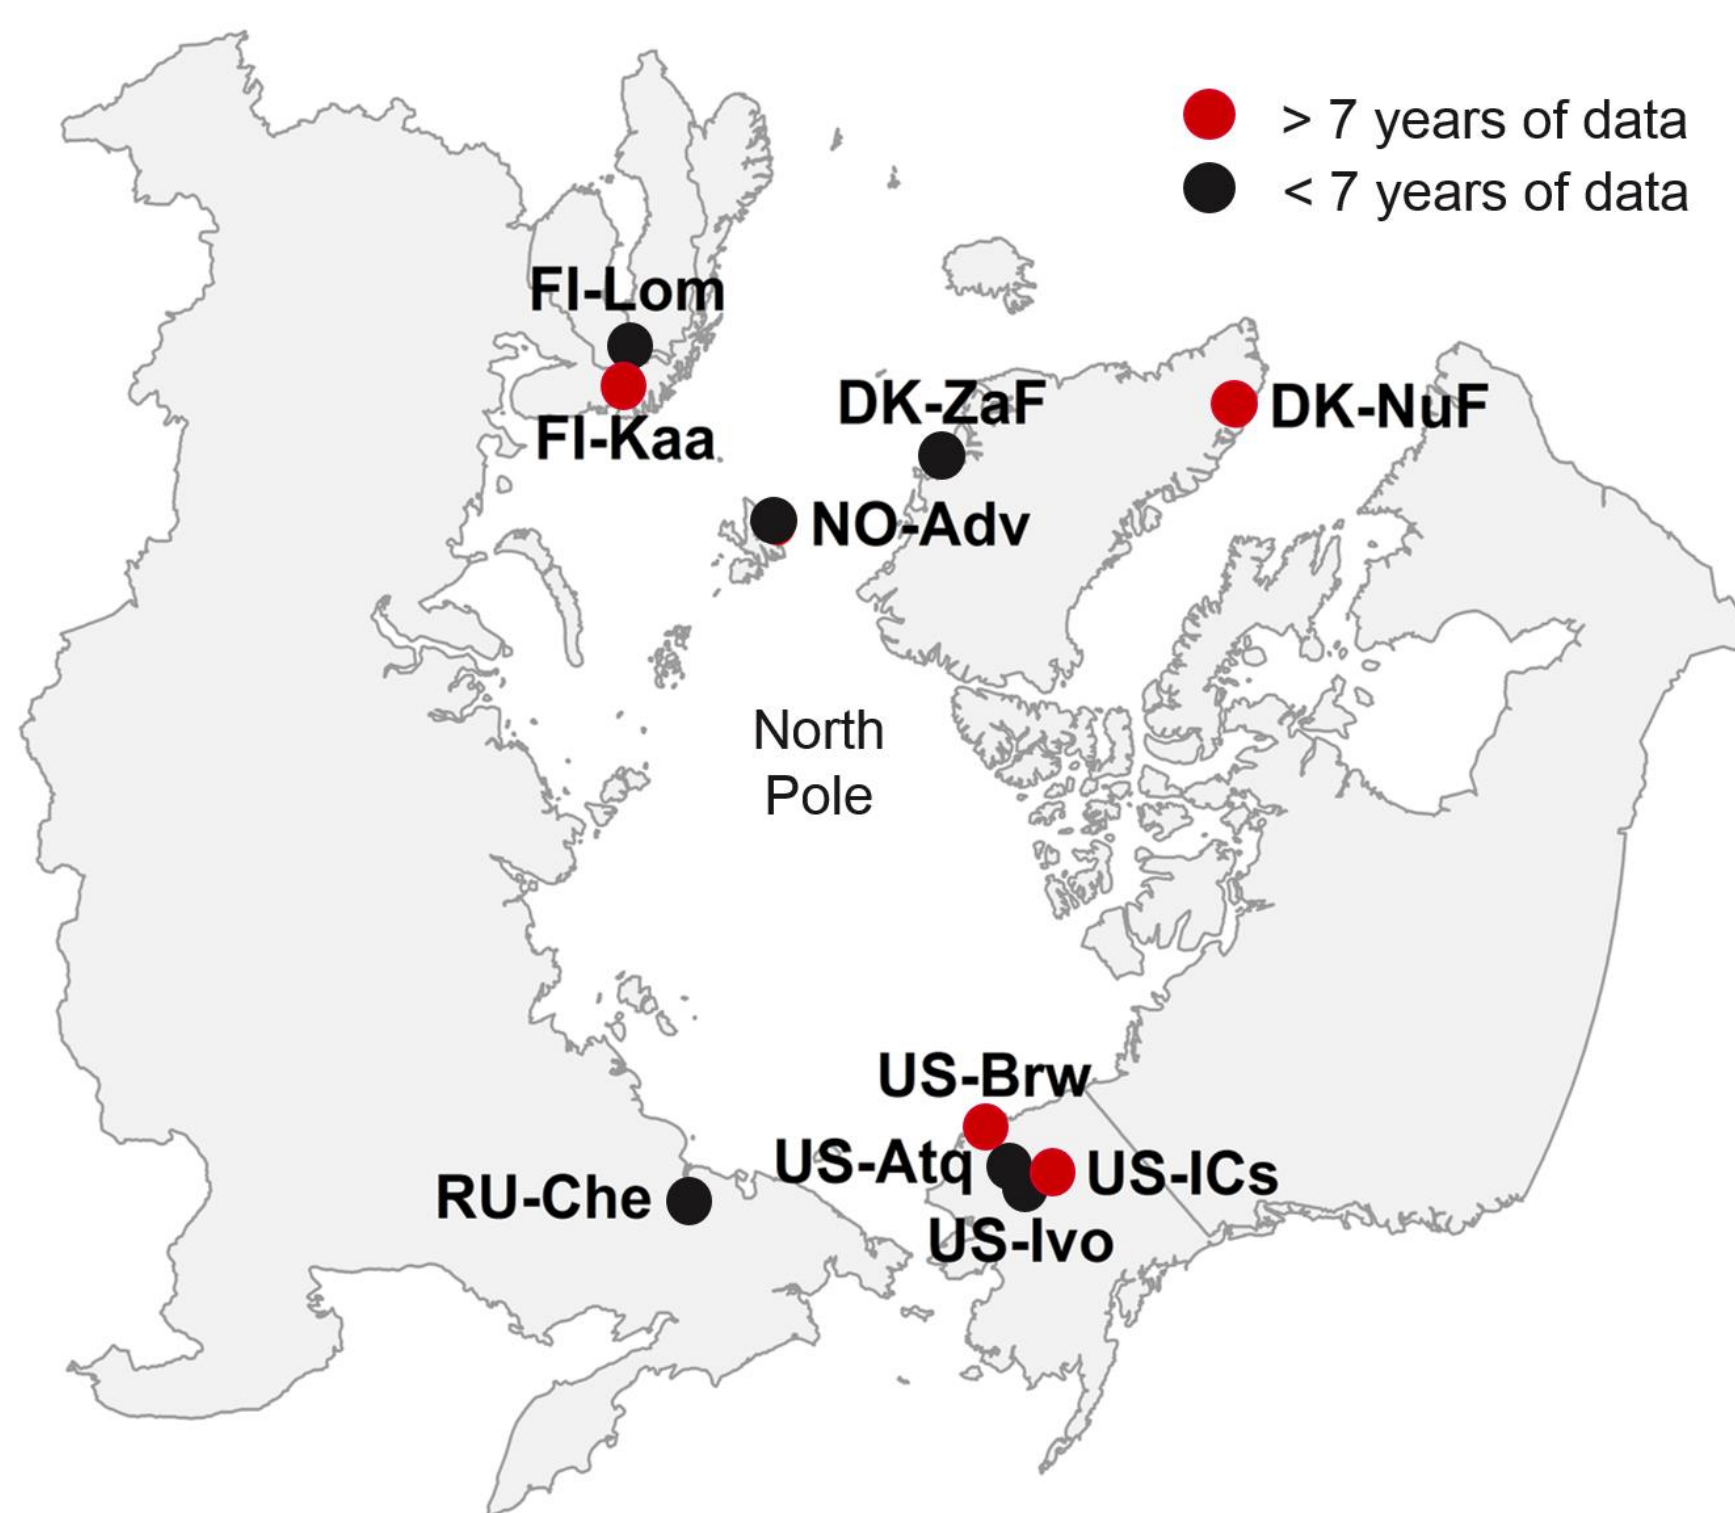 > 7 years of data
< 7 years of data
FI-Lom
FI-Kaa
DK-ZaF
DK-NuF
NO-Adv
North
Pole
US-Brw
US-Atq
US-ICs
RU-Che
US-Ivo